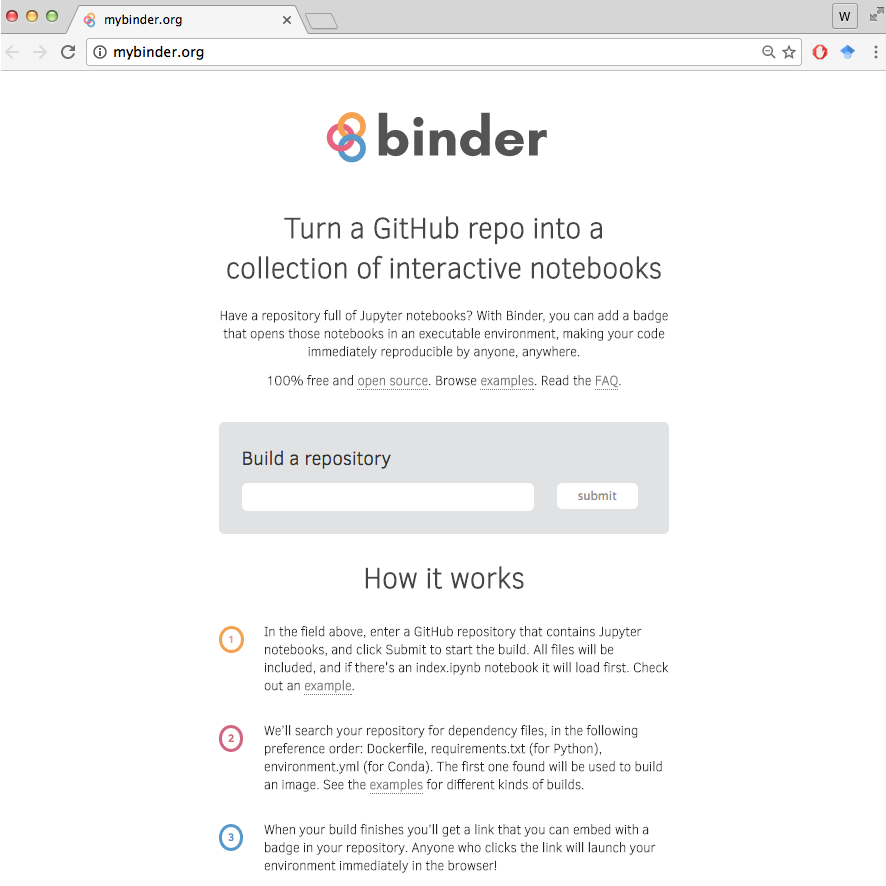 mybinder.org
W
mybinder.org
binder
Turn a GitHub repo into a
collection of interactive notebooks
Have a repository full of Jupyter notebooks? With Binder, you can add a badge
that opens those notebooks in an executable environment, making your code
immediately reproducible by anyone, anywhere.
100% free and open source. Browse examples. Read the FAQ.
Build a repository
submit
How it works
1
In the field above, enter a GitHub repository that contains Jupyter
notebooks, and click Submit to start the build. All files will be
included, and if there's an index.ipynb notebook it will load first. Check
out an example.
2
We'll search your repository for dependency files, in the following
preference order: Dockerfile, requirements.txt (for Python),
environment.yml (for Conda). The first one found will be used to build
an image. See the examples for different kinds of builds.
3
When your build finishes you'll get a link that you can embed with a
badge in your repository. Anyone who clicks the link will launch your
environment immediately in the browser!